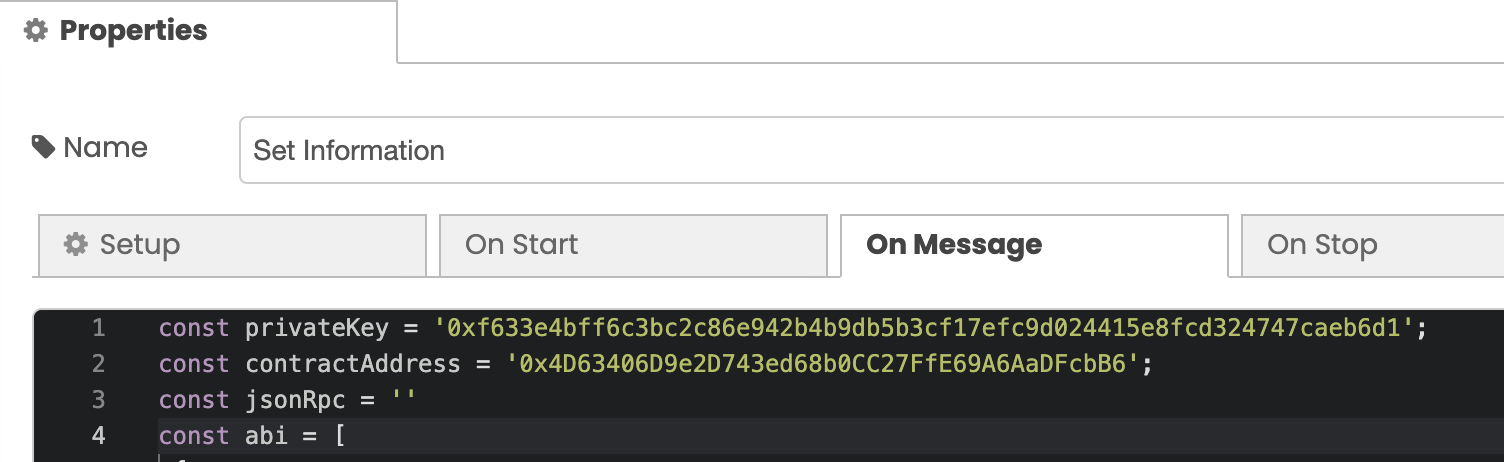 Properties
Name
Set Information
Setup
On Start
On Message
On Stop
1 const privateKey = '0xf633e4bff6c3bc2c86e942b4b9db5b3cf17efc9d024415e8fcd324747caeb6d1';
2 const contractAddress = '0x4D63406D9e2D743ed68b0CC27FfE69A6AaDFcbB6';
3 const jsonRpc = ''
4 const abi = [